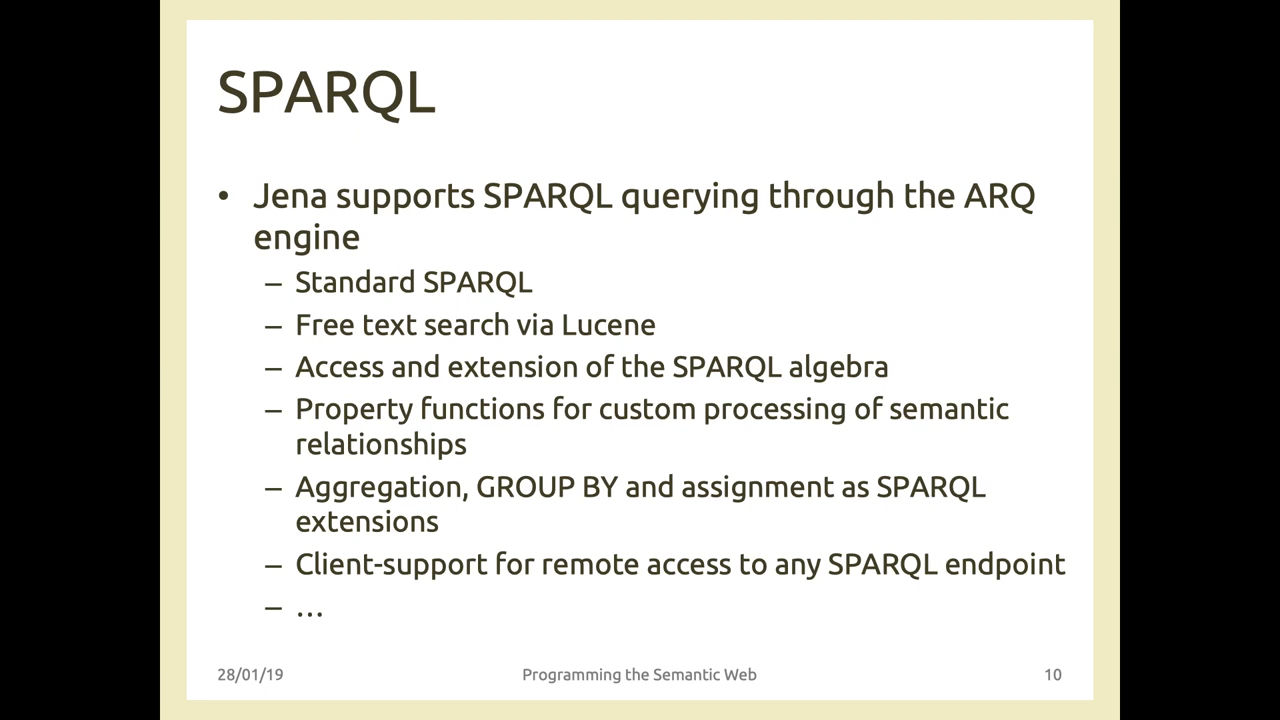 SPARQL
• Jena supports SPARQL querying through the ARQ
engine
– Standard SPARQL
– Free text search via Lucene
– Access and extension of the SPARQL algebra
– Property functions for custom processing of semantic
relationships
– Aggregation, GROUP BY and assignment as SPARQL
extensions
– Client-support for remote access to any SPARQL endpoint
– …
28/01/19 Programming the Semantic Web 10